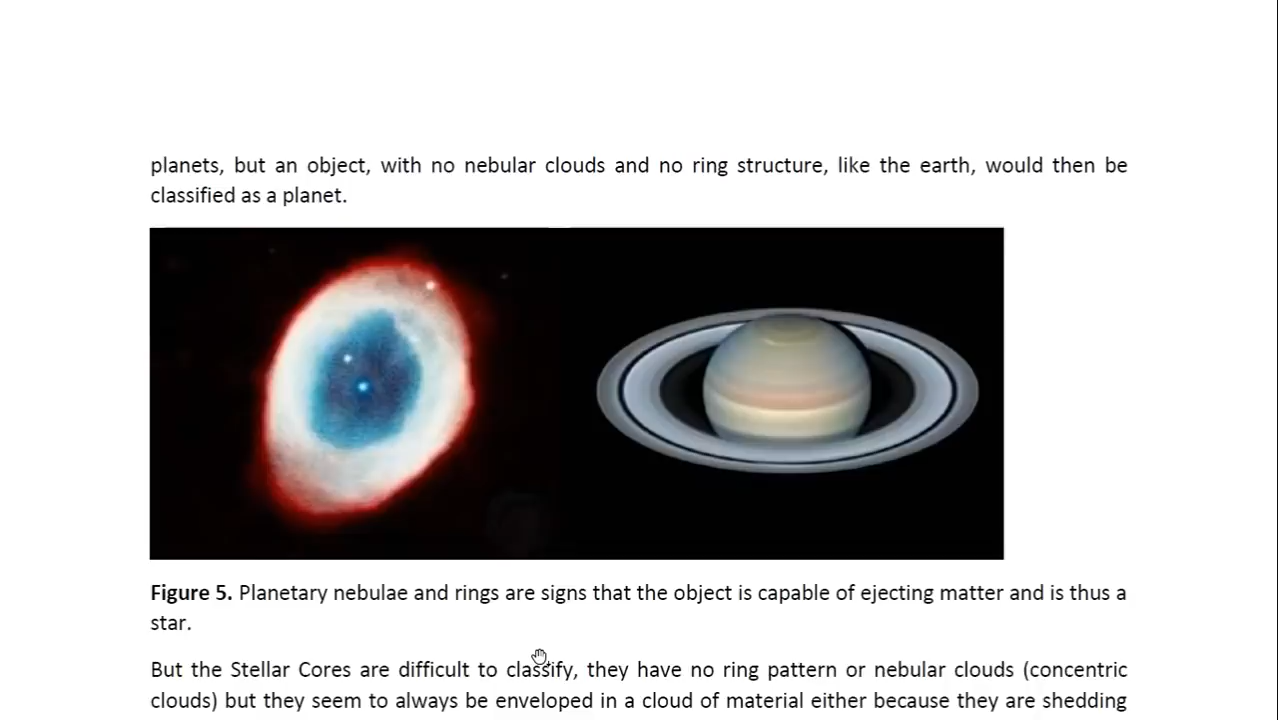 planets, but an object, with no nebular clouds and no ring structure, like the earth, would then be
classified as a planet.
Figure 5. Planetary nebulae and rings are signs that the object is capable of ejecting matter and is thus a
star.
But the Stellar Cores are difficult to classify, they have no ring pattern or nebular clouds (concentric
clouds) but they seem to always be enveloped in a cloud of material either because they are shedding